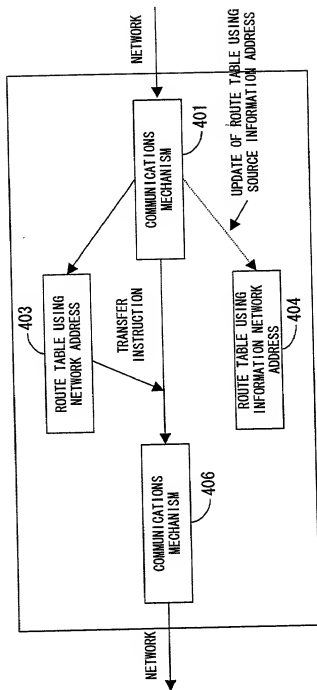 NETWORK
COMMUNICATIONS
MECHANISM
401
UPDATE OF ROUTE TABLE USING
SOURCE INFORMATION ADDRESS
403
ROUTE TABLE USING
NETWORK ADDRESS
TRANSFER
INSTRUCTION
ROUTE TABLE USING
INFORMATION NETWORK
ADDRESS
404
COMMUNICATIONS
MECHANISM
406
NETWORK